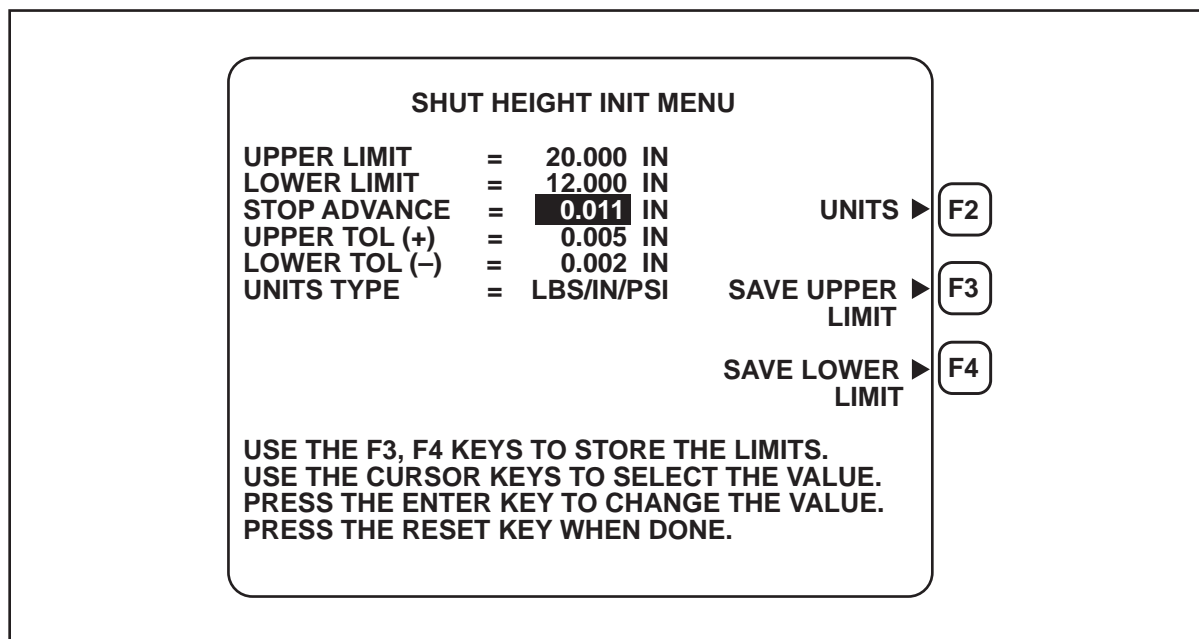 SHUT HEIGHT INIT MENU
UPPER LIMIT = 20.000 IN
LOWER LIMIT = 12.000 IN
STOP ADVANCE = 0.011 IN
UPPER TOL (+) = 0.005 IN
LOWER TOL (–) = 0.002 IN
UNITS TYPE = LBS/IN/PSI
UNITS ▶ F2
SAVE UPPER ▶ F3
LIMIT
SAVE LOWER ▶ F4
LIMIT
USE THE F3, F4 KEYS TO STORE THE LIMITS.
USE THE CURSOR KEYS TO SELECT THE VALUE.
PRESS THE ENTER KEY TO CHANGE THE VALUE.
PRESS THE RESET KEY WHEN DONE.